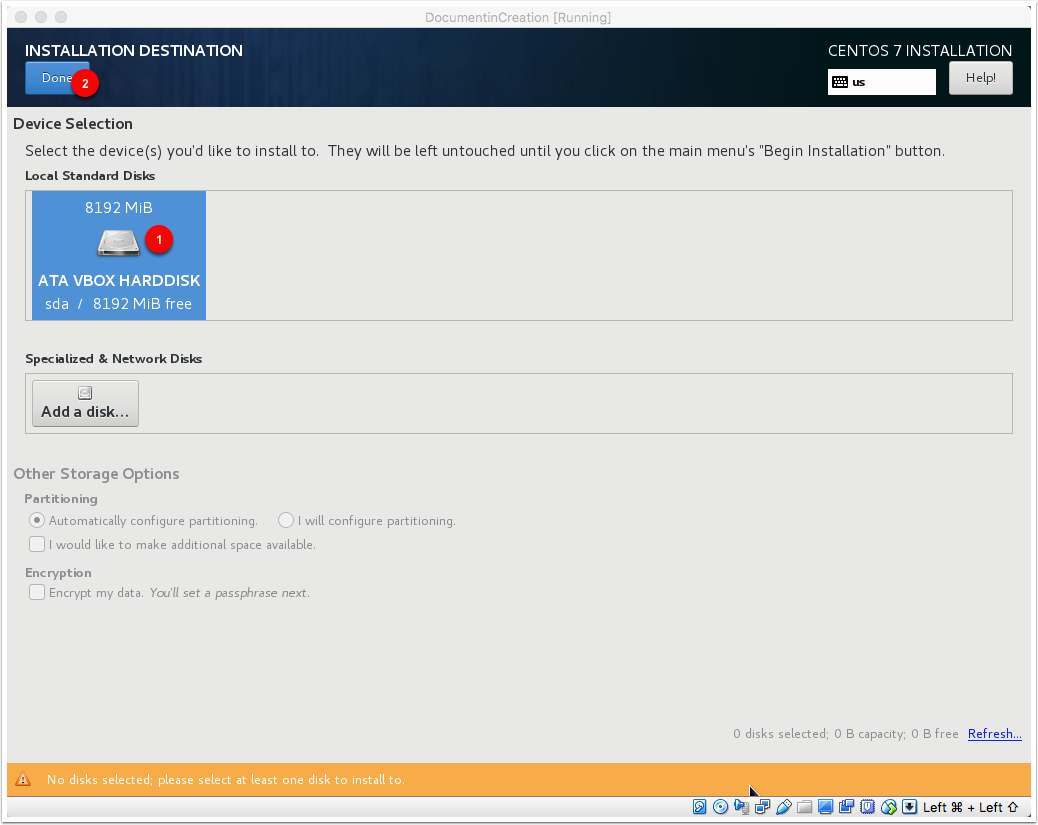 DocumentinCreation [Running]
INSTALLATION DESTINATION
CENTOS 7 INSTALLATION
Done
2
us
Help!
Device Selection
Select the device(s) you'd like to install to. They will be left untouched until you click on the main menu's "Begin Installation" button.
Local Standard Disks
8192 MiB
1
ATA VBOX HARDDISK
sda / 8192 MiB free
Specialized & Network Disks
Add a disk...
Other Storage Options
Partitioning
Automatically configure partitioning. I will configure partitioning.
I would like to make additional space available.
Encryption
Encrypt my data. You'll set a passphrase next.
0 disks selected; 0 B capacity; 0 B free Refresh...
No disks selected; please select at least one disk to install to.
Left ⌘ + Left ⇧